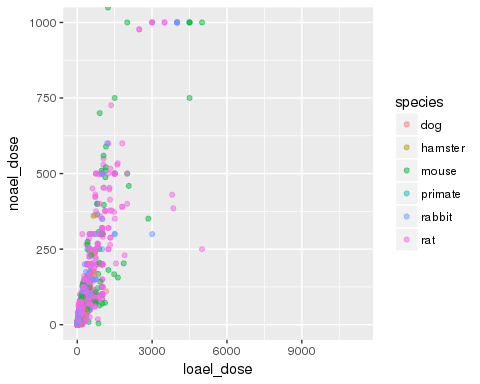 1000
750
500
250
0
noael_dose
0
3000
6000
9000
loael_dose
species
dog
hamster
mouse
primate
rabbit
rat